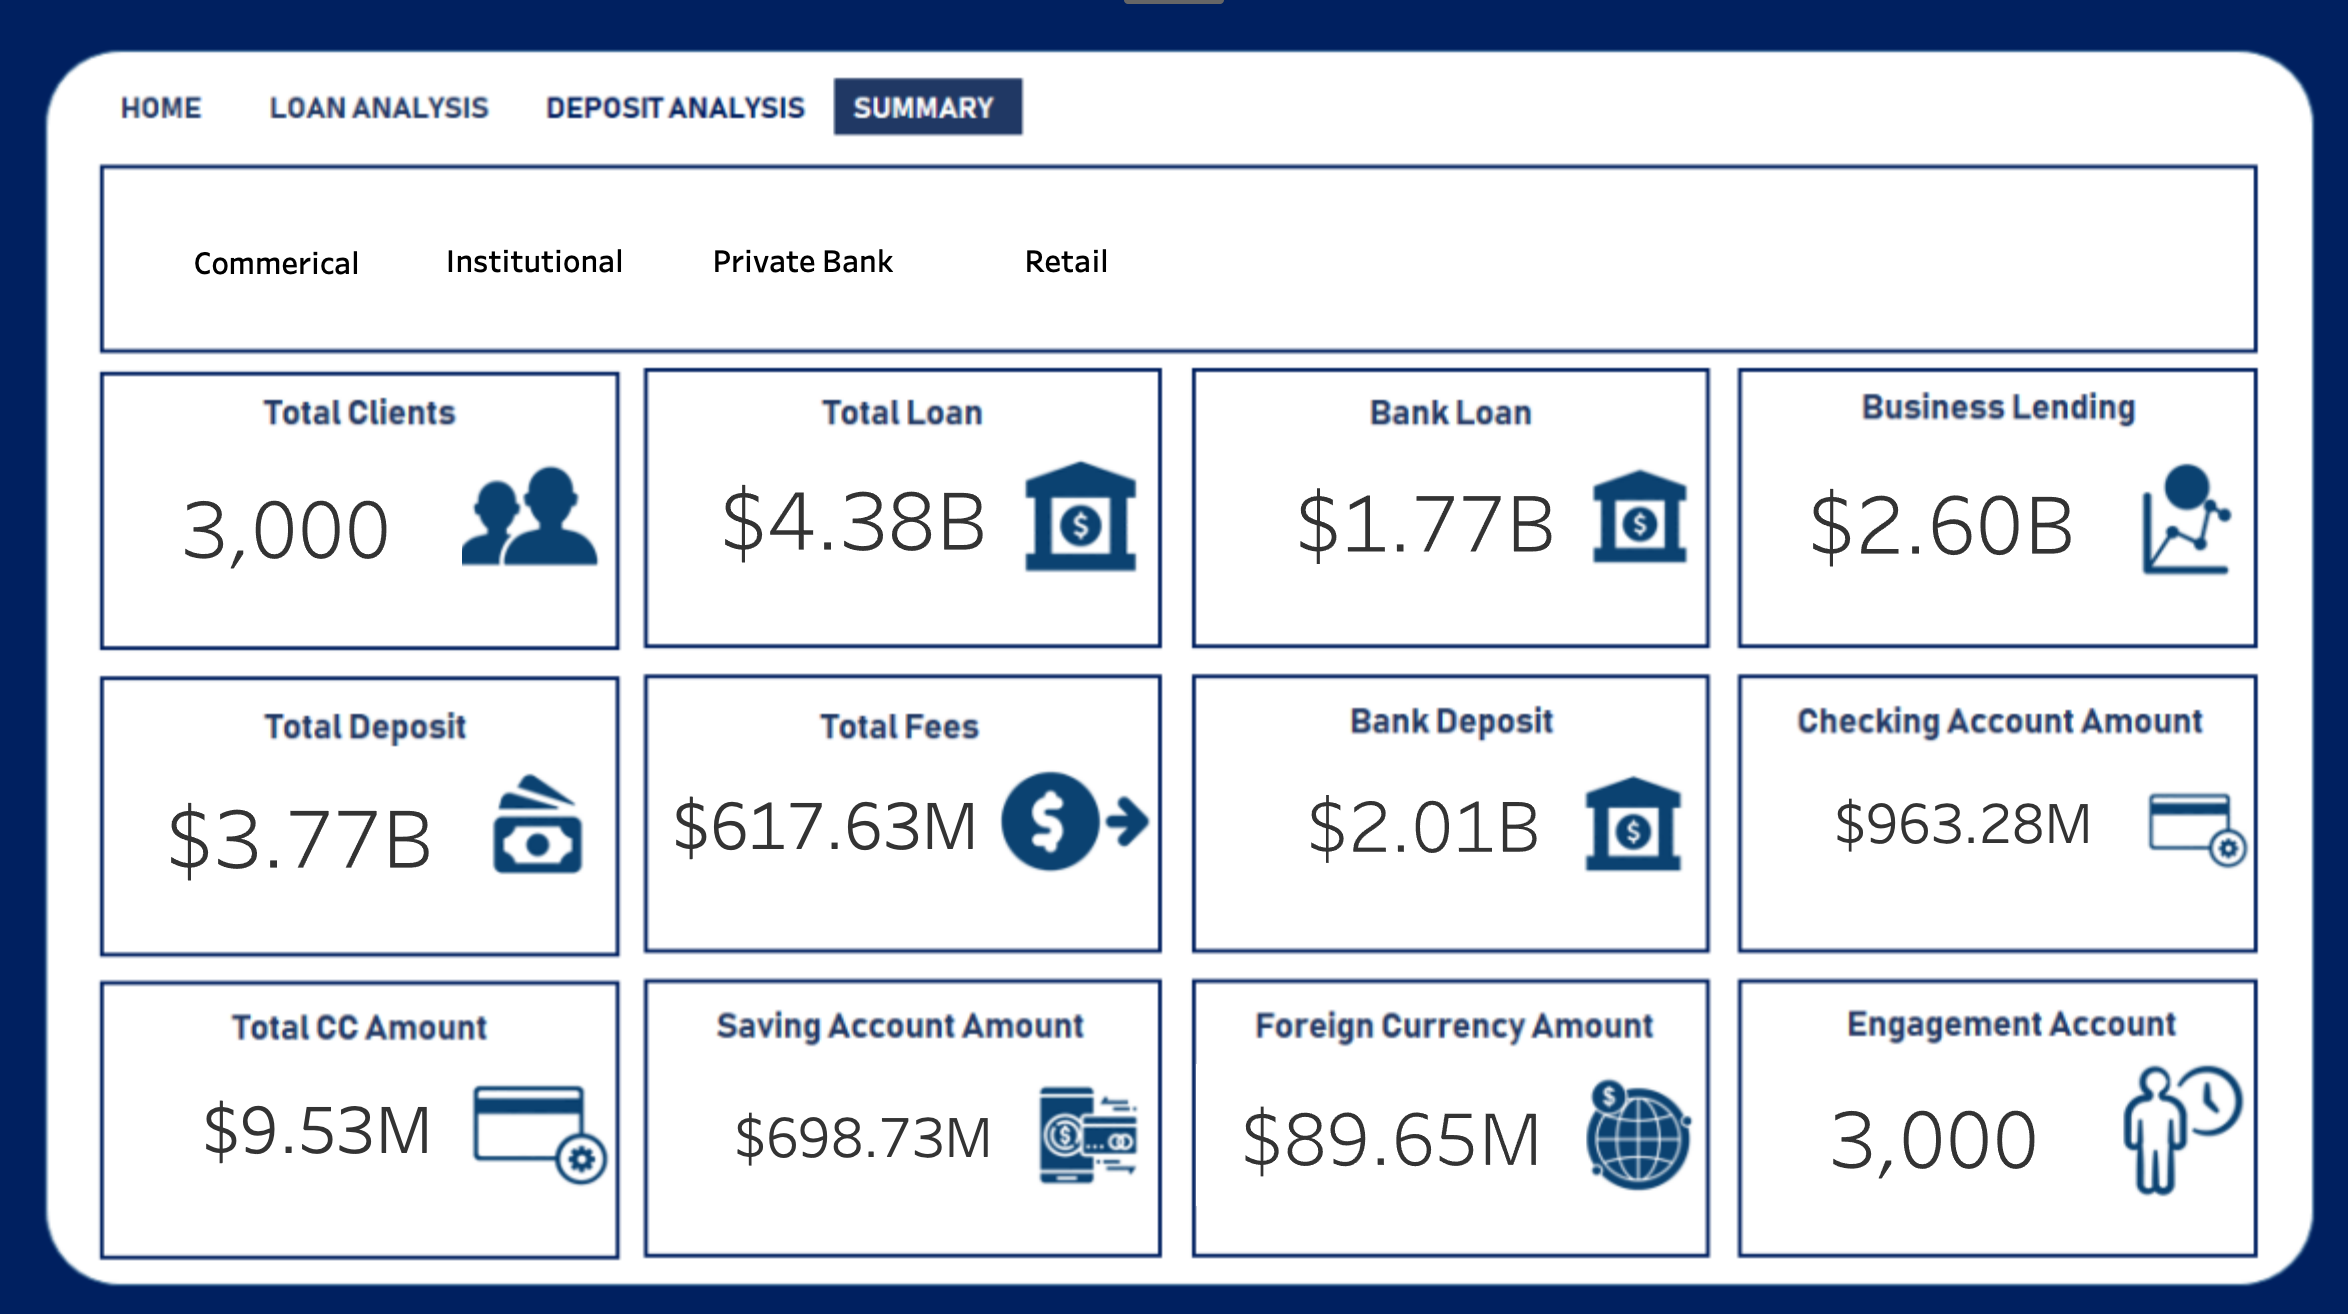 HOME LOAN ANALYSIS DEPOSIT ANALYSIS SUMMARY
Commerical Institutional Private Bank Retail
Total Clients
3,000
Total Loan
$4.38B
Bank Loan
$1.77B
Business Lending
$2.60B
Total Deposit
$3.77B
Total Fees
$617.63M
Bank Deposit
$2.01B
Checking Account Amount
$963.28M
Total CC Amount
$9.53M
Saving Account Amount
$698.73M
Foreign Currency Amount
$89.65M
Engagement Account
3,000